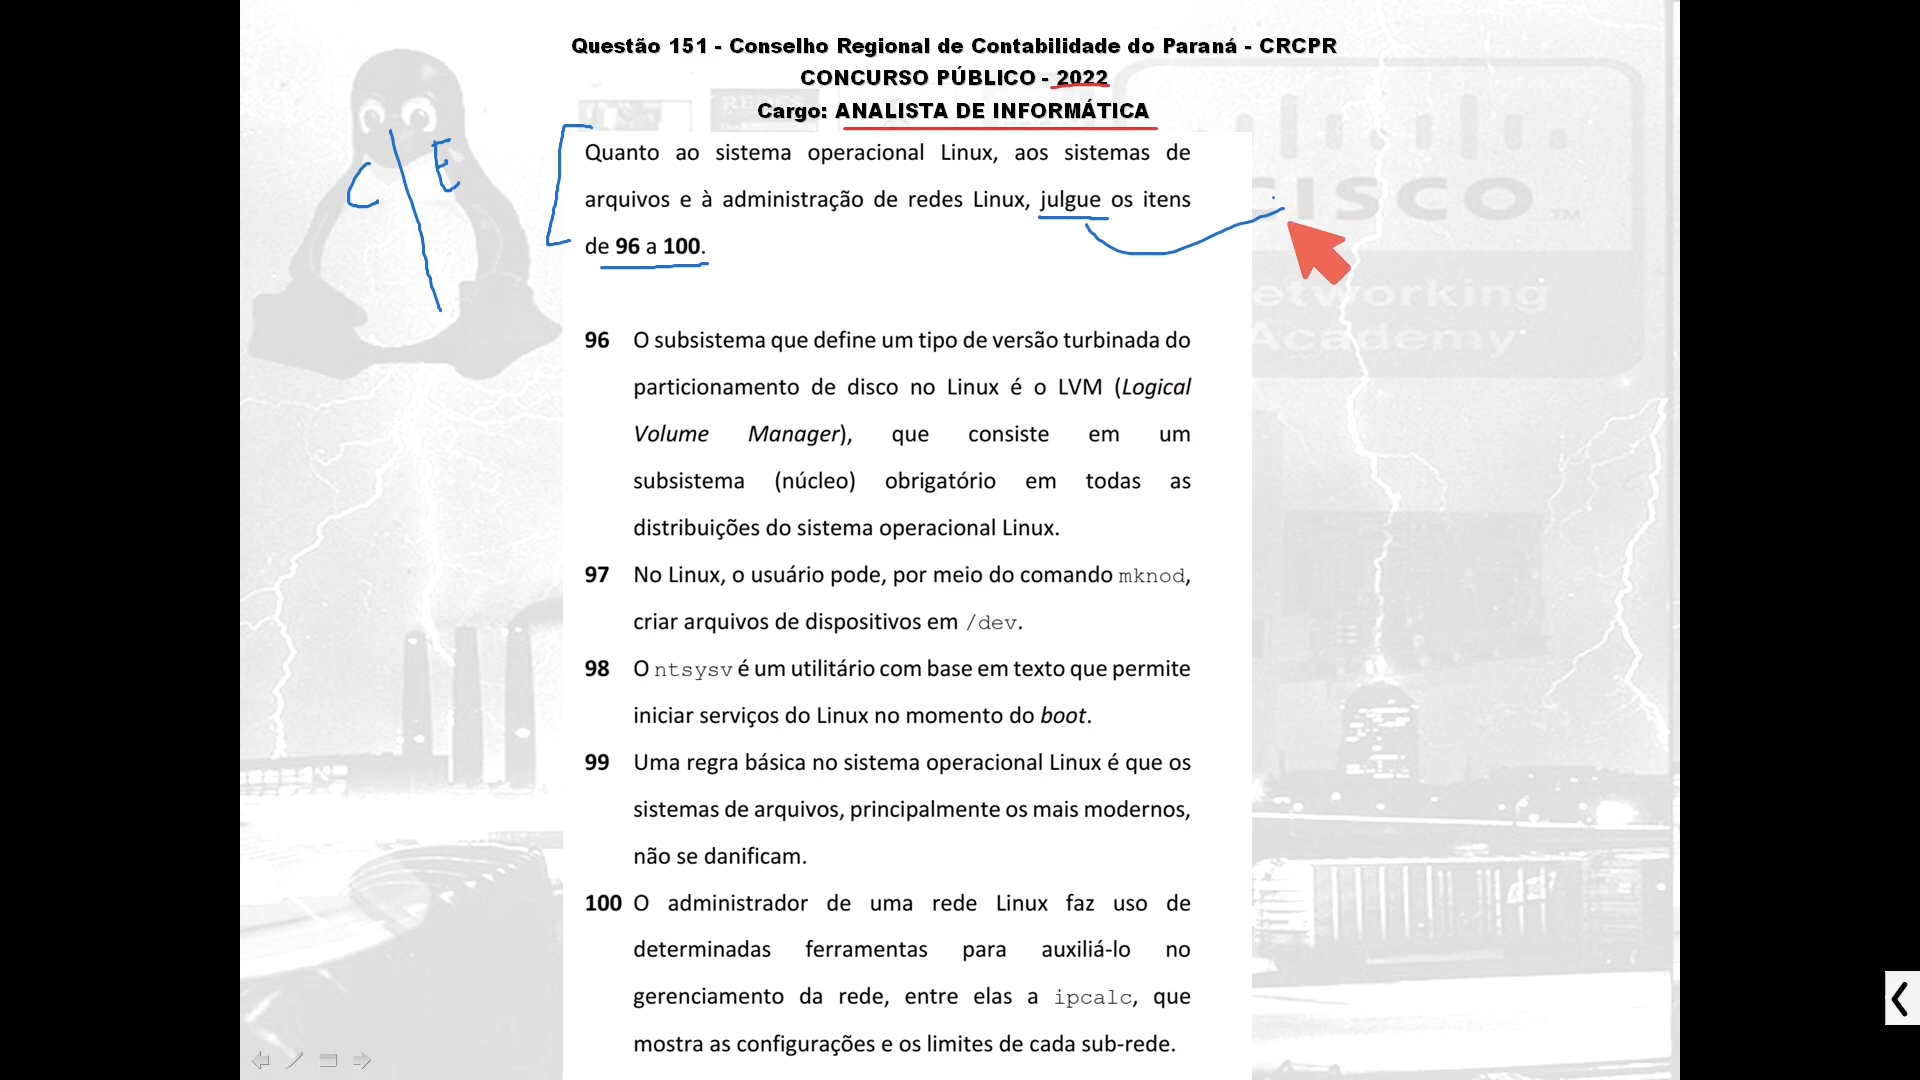 Questão 151 - Conselho Regional de Contabilidade do Paraná - CRCPR
CONCURSO PÚBLICO - 2022
Cargo: ANALISTA DE INFORMÁTICA
C E
Quanto ao sistema operacional Linux, aos sistemas de
arquivos e à administração de redes Linux, julgue os itens
de 96 a 100.
CISCO TM
Networking
Academy
96 O subsistema que define um tipo de versão turbinada do
particionamento de disco no Linux é o LVM (Logical
Volume Manager), que consiste em um
subsistema (núcleo) obrigatório em todas as
distribuições do sistema operacional Linux.
97 No Linux, o usuário pode, por meio do comando mknod,
criar arquivos de dispositivos em /dev.
98 O ntsysv é um utilitário com base em texto que permite
iniciar serviços do Linux no momento do boot.
99 Uma regra básica no sistema operacional Linux é que os
sistemas de arquivos, principalmente os mais modernos,
não se danificam.
100 O administrador de uma rede Linux faz uso de
determinadas ferramentas para auxiliá-lo no
gerenciamento da rede, entre elas a ipcalc, que
mostra as configurações e os limites de cada sub-rede.